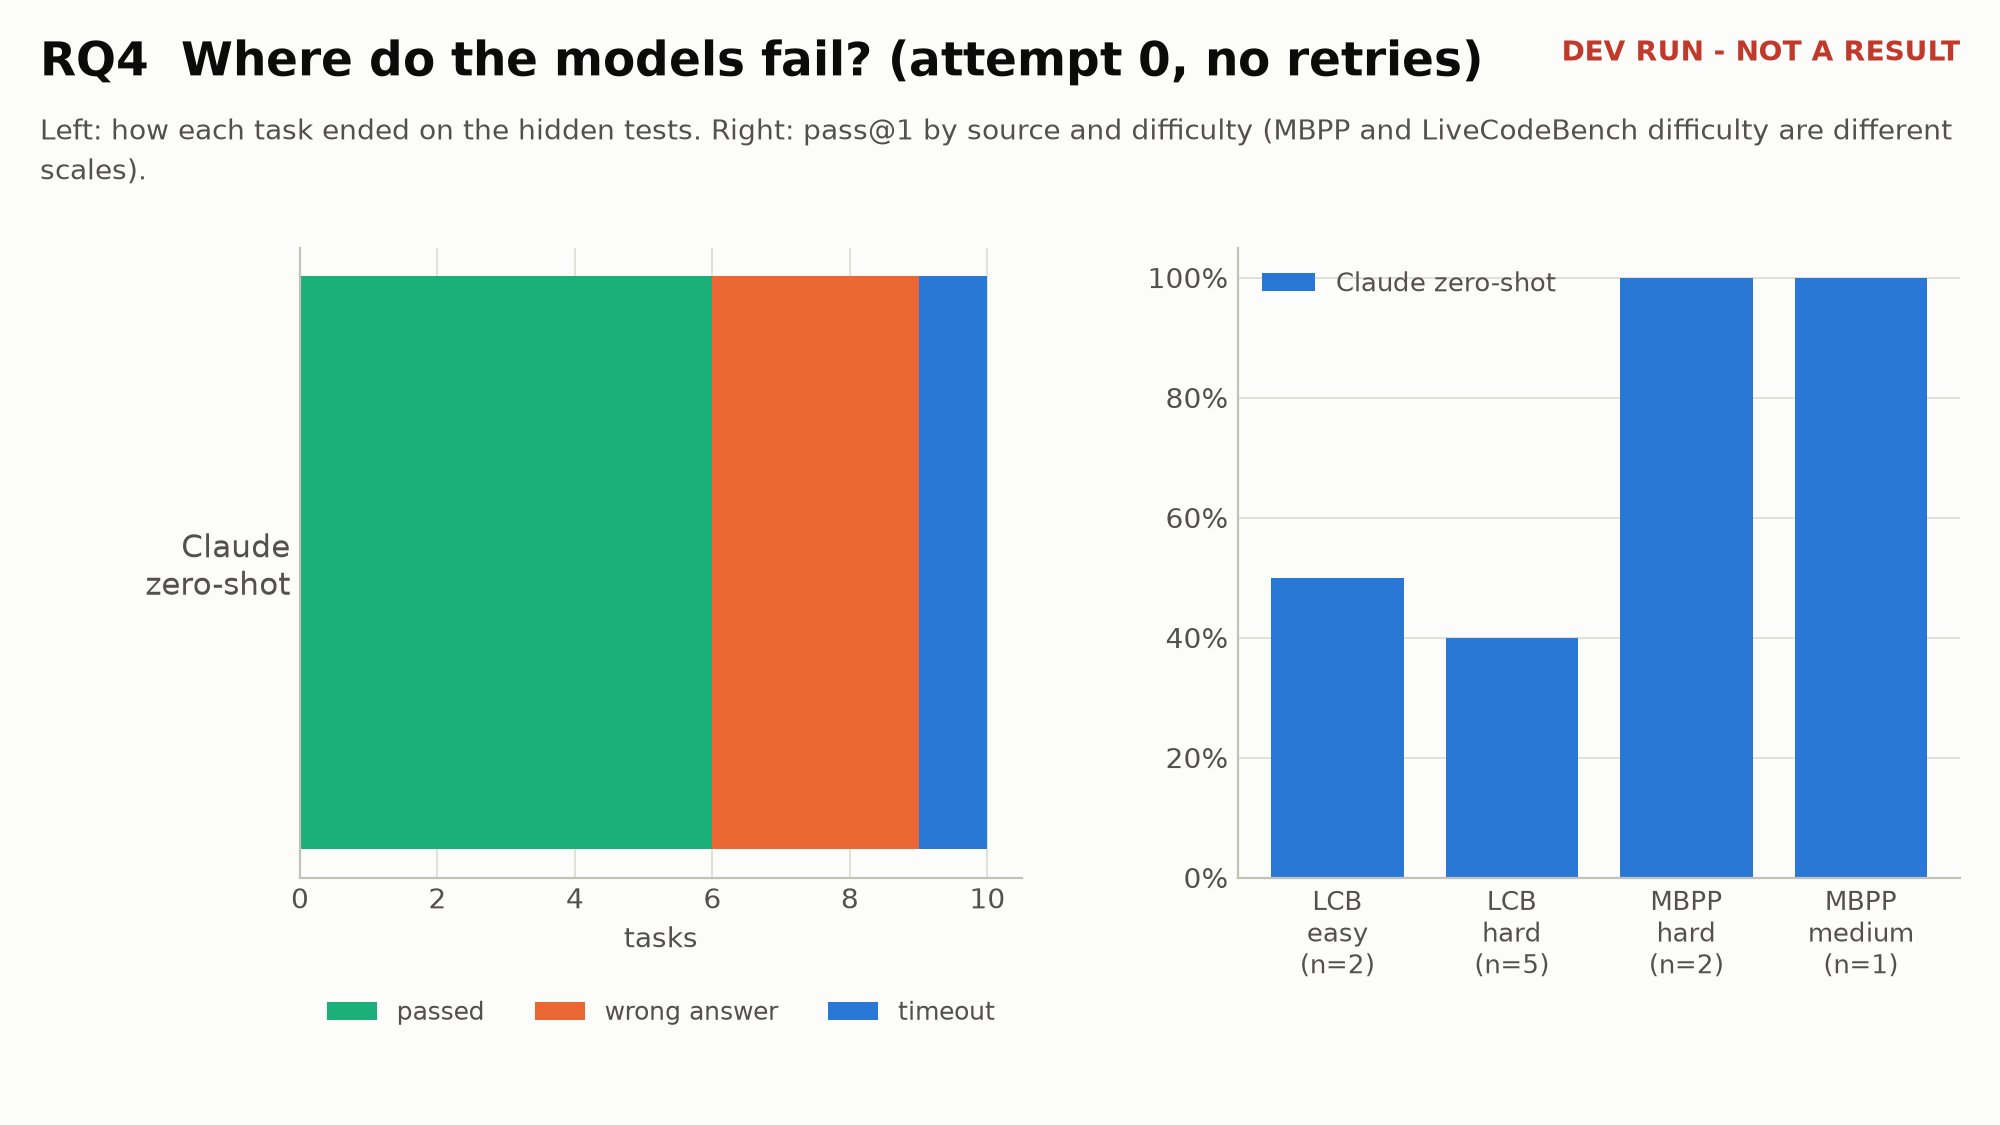 RQ4  Where do the models fail? (attempt 0, no retries)
DEV RUN - NOT A RESULT
Left: how each task ended on the hidden tests. Right: pass@1 by source and difficulty (MBPP and LiveCodeBench difficulty are different
scales).
Claude
zero-shot
0 2 4 6 8 10
tasks
passed wrong answer timeout
100%
80%
60%
40%
20%
0%
Claude zero-shot
LCB
easy
(n=2)
LCB
hard
(n=5)
MBPP
hard
(n=2)
MBPP
medium
(n=1)